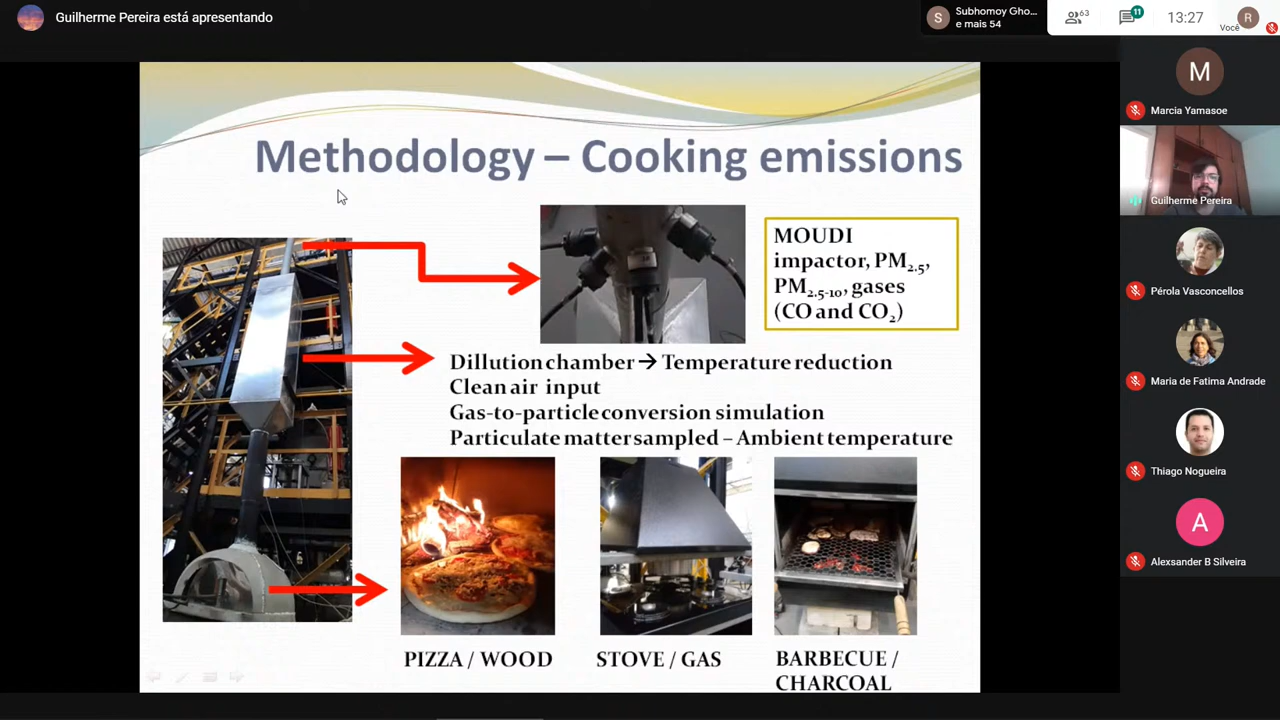 Guilherme Pereira está apresentando
S
Subhomoy Gho...
e mais 54
63
11
13:27
Você
R
Methodology – Cooking emissions
MOUDI
impactor, PM2.5,
PM2.5-10, gases
(CO and CO2)
Dillution chamber → Temperature reduction
Clean air input
Gas-to-particle conversion simulation
Particulate matter sampled – Ambient temperature
PIZZA / WOOD
STOVE / GAS
BARBECUE /
CHARCOAL
M
Marcia Yamasoe
Guilherme Pereira
Pérola Vasconcellos
Maria de Fatima Andrade
Thiago Nogueira
A
Alexsander B Silveira